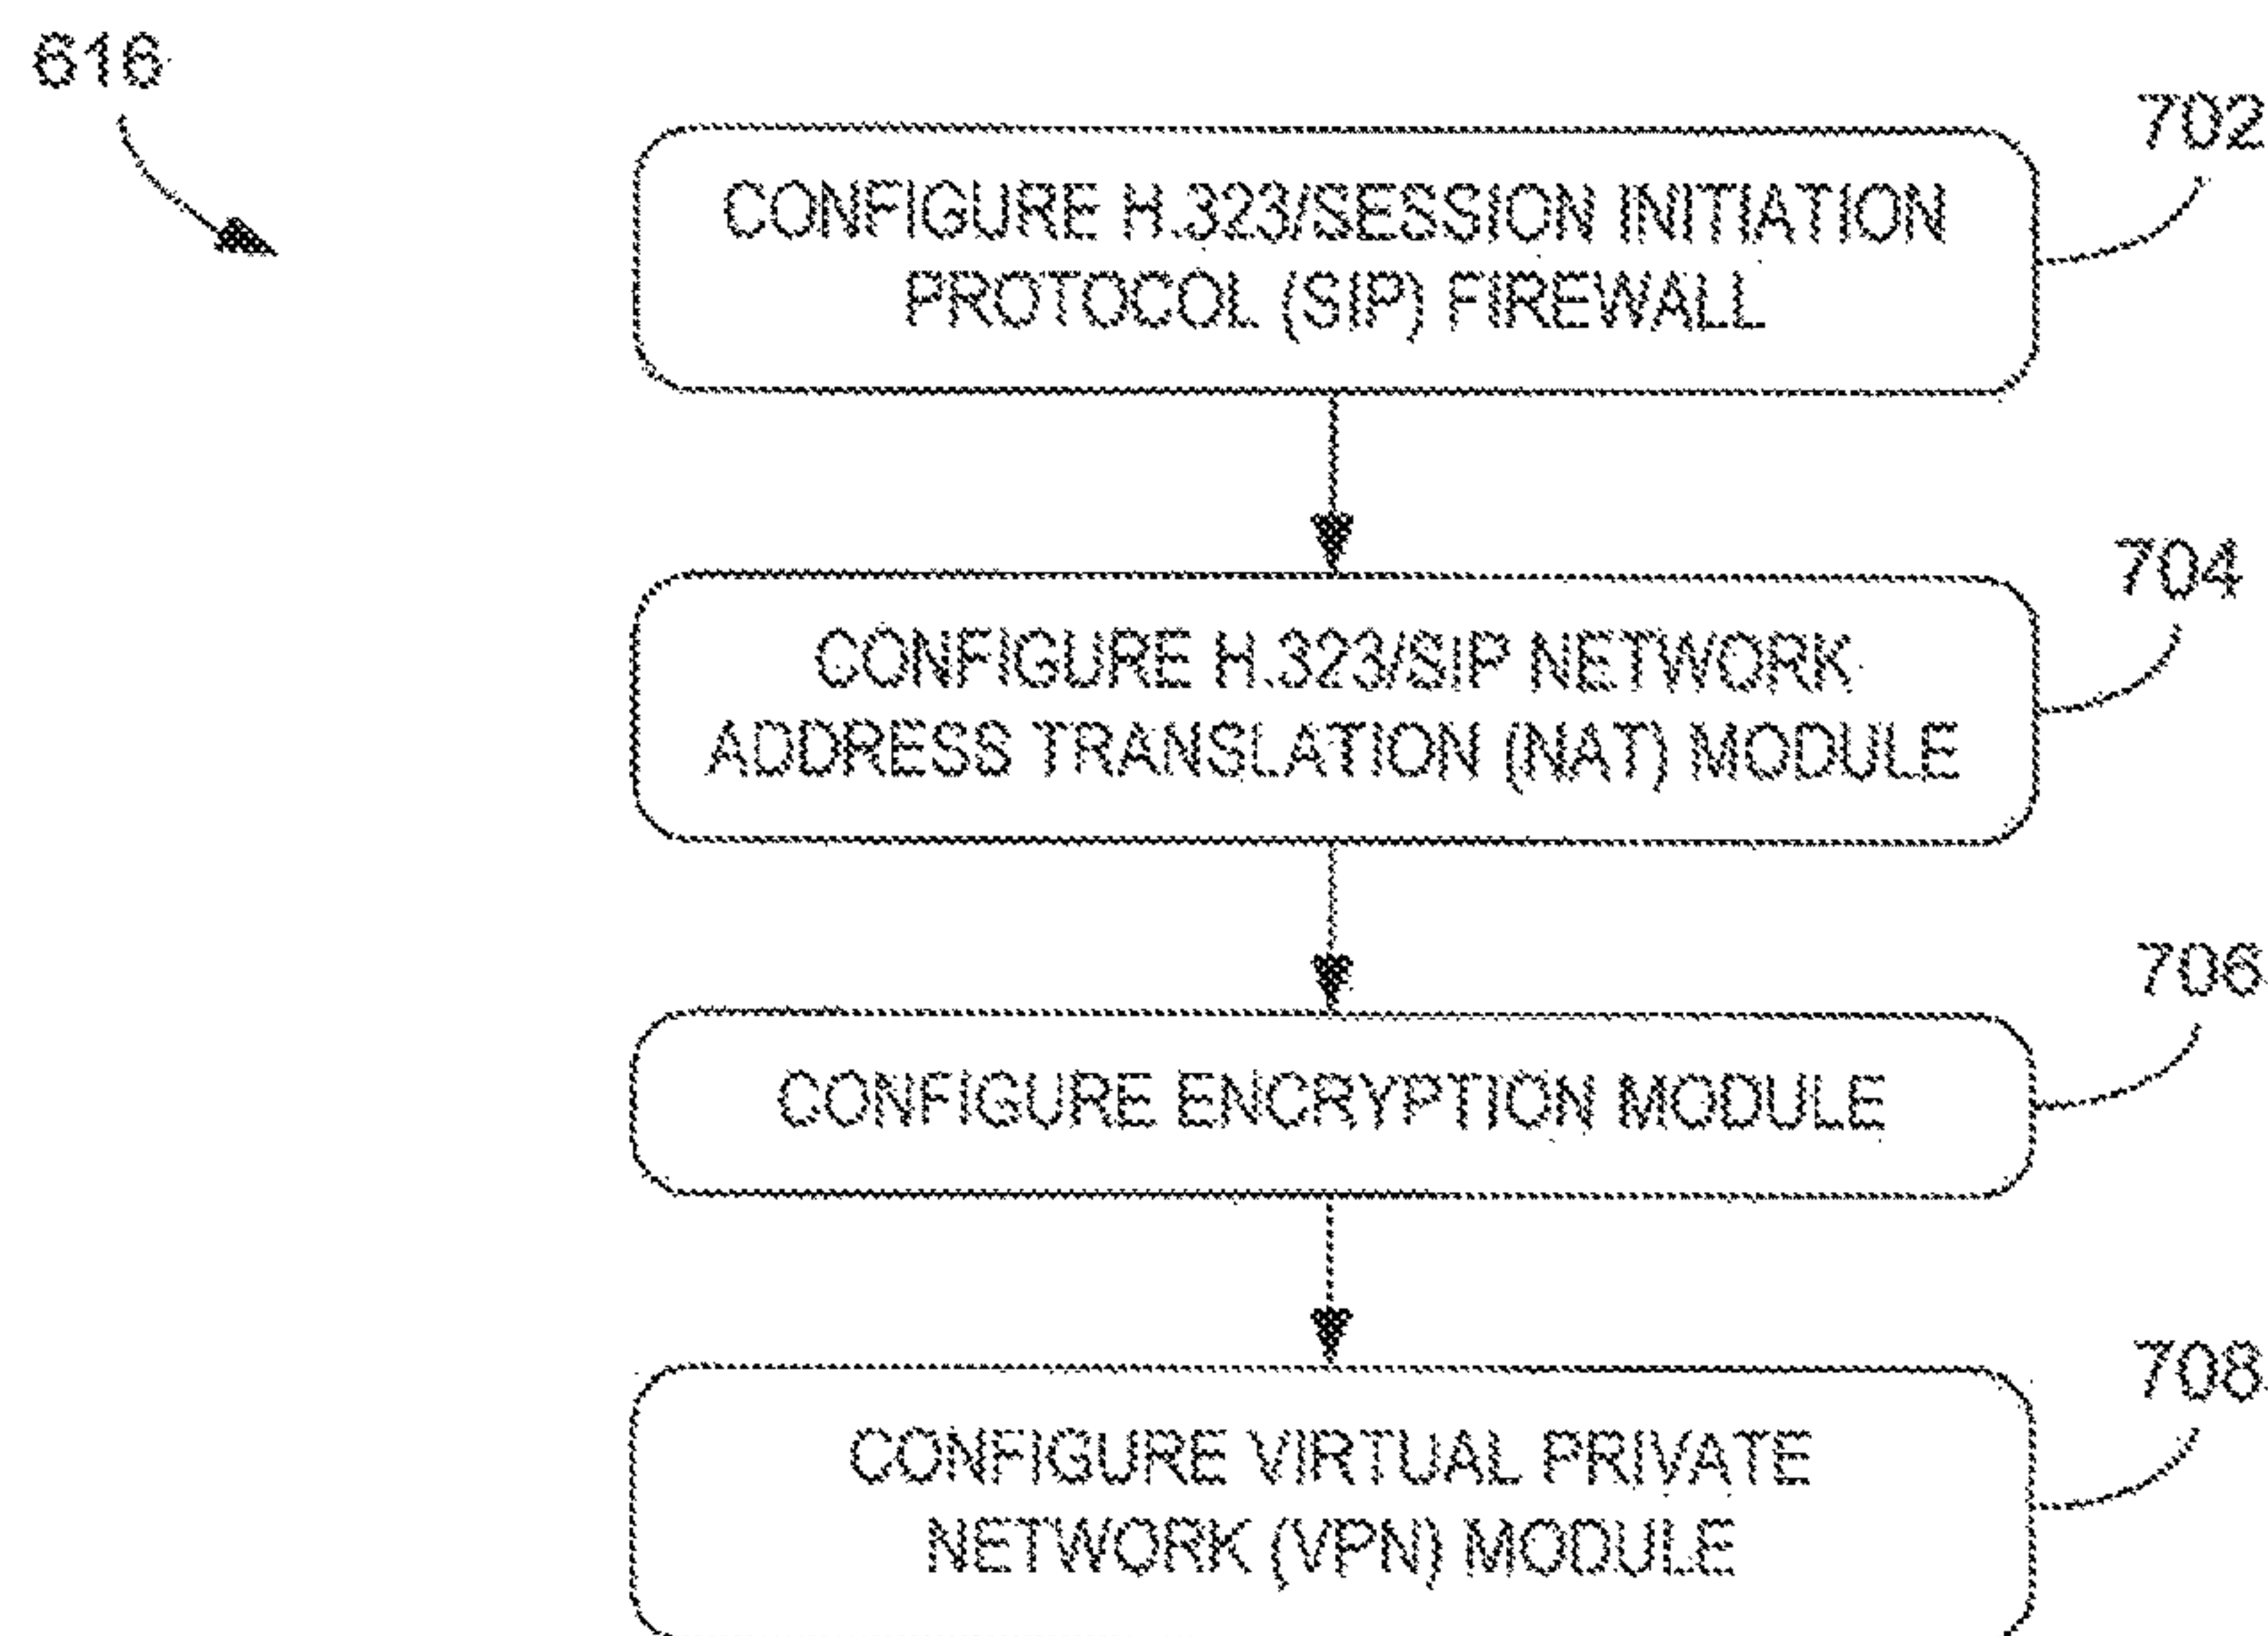 616
702
CONFIGURE H.323/SESSION INITIATION
PROTOCOL (SIP) FIREWALL
704
CONFIGURE H.323/SIP NETWORK
ADDRESS TRANSLATION (NAT) MODULE
706
CONFIGURE ENCRYPTION MODULE
708
CONFIGURE VIRTUAL PRIVATE
NETWORK (VPN) MODULE